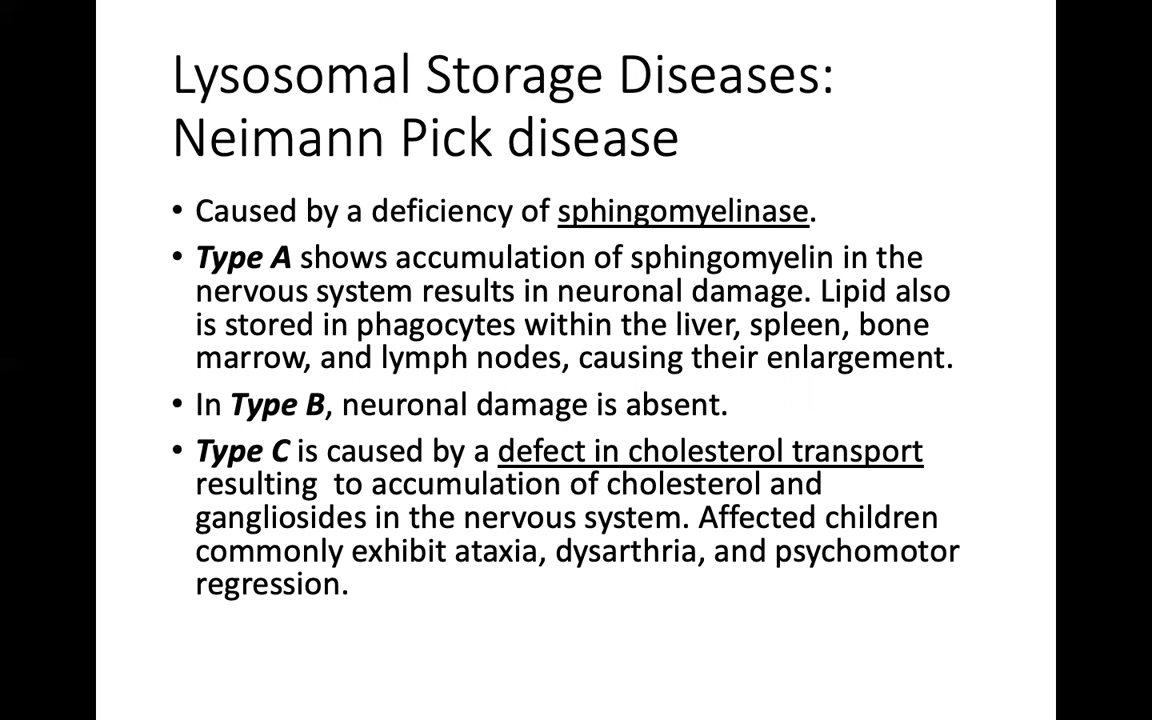 Lysosomal Storage Diseases:
Neimann Pick disease
• Caused by a deficiency of sphingomyelinase.
• Type A shows accumulation of sphingomyelin in the
nervous system results in neuronal damage. Lipid also
is stored in phagocytes within the liver, spleen, bone
marrow, and lymph nodes, causing their enlargement.
• In Type B, neuronal damage is absent.
• Type C is caused by a defect in cholesterol transport
resulting  to accumulation of cholesterol and
gangliosides in the nervous system. Affected children
commonly exhibit ataxia, dysarthria, and psychomotor
regression.